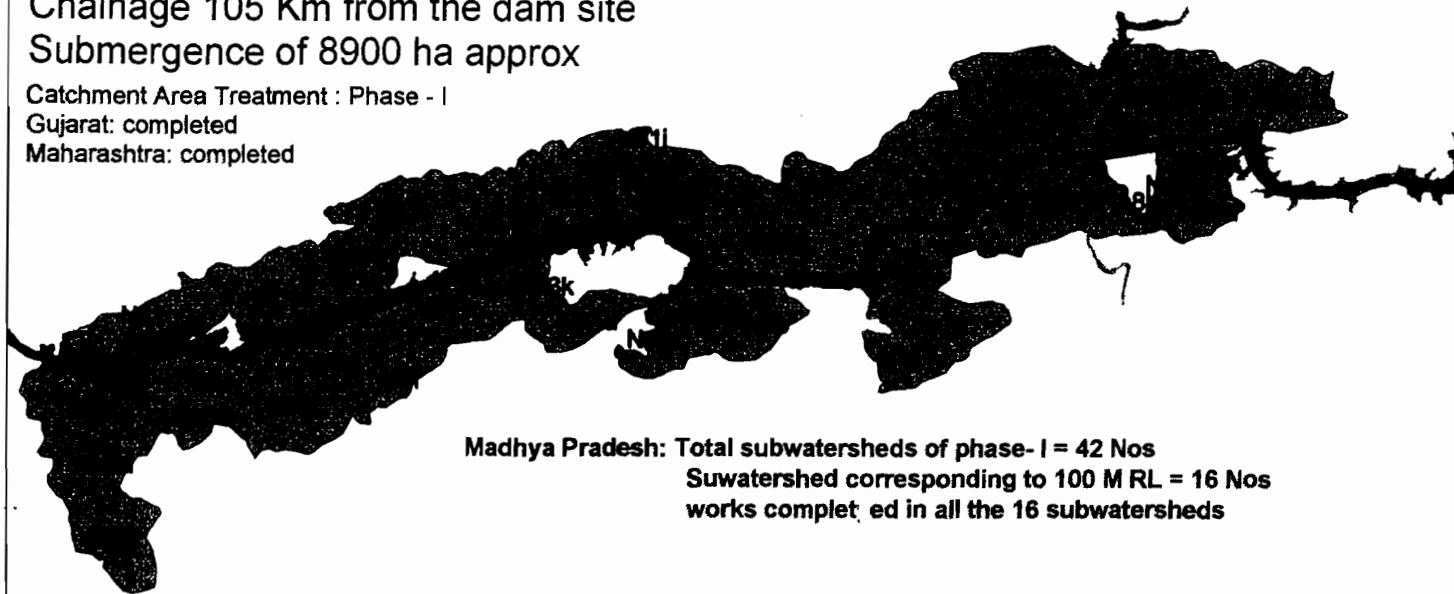 Chainage 105 Km from the dam site
Submergence of 8900 ha approx
Catchment Area Treatment : Phase - I
Gujarat: completed
Maharashtra: completed
Madhya Pradesh: Total subwatersheds of phase- I = 42 Nos
Suwatershed corresponding to 100 M RL = 16 Nos
works complet ed in all the 16 subwatersheds